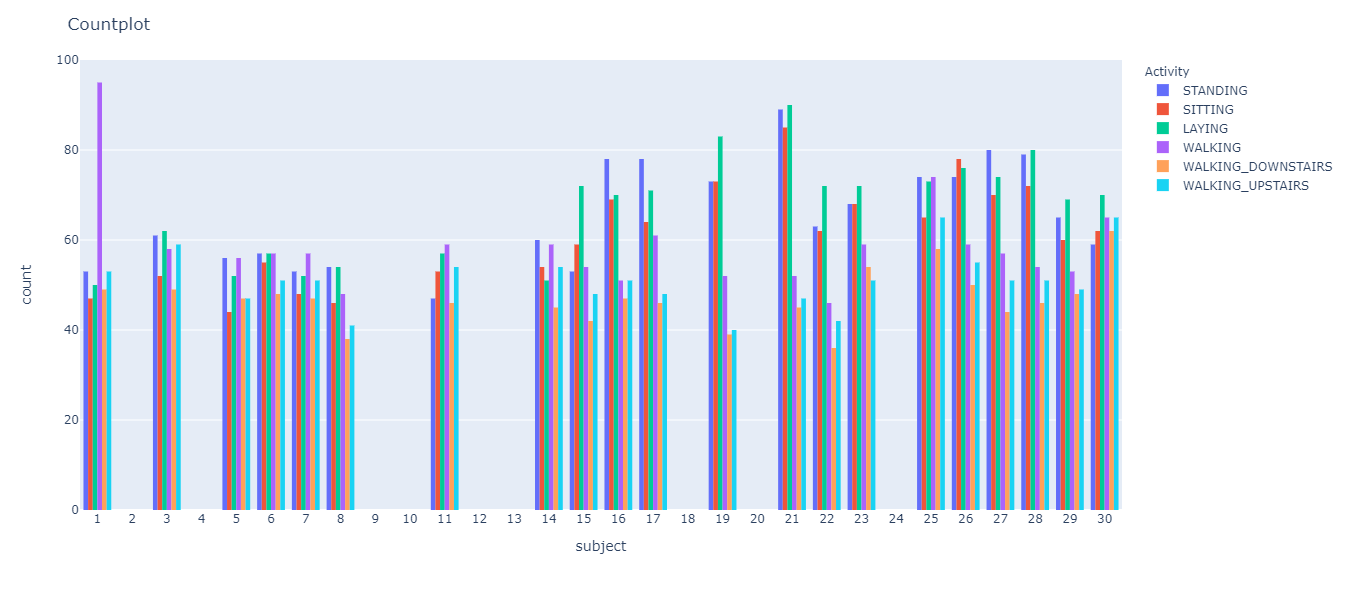 Countplot
100
80
60
40
20
0
count
1 2 3 4 5 6 7 8 9 10 11 12 13 14 15 16 17 18 19 20 21 22 23 24 25 26 27 28 29 30
subject
Activity
STANDING
SITTING
LAYING
WALKING
WALKING_DOWNSTAIRS
WALKING_UPSTAIRS